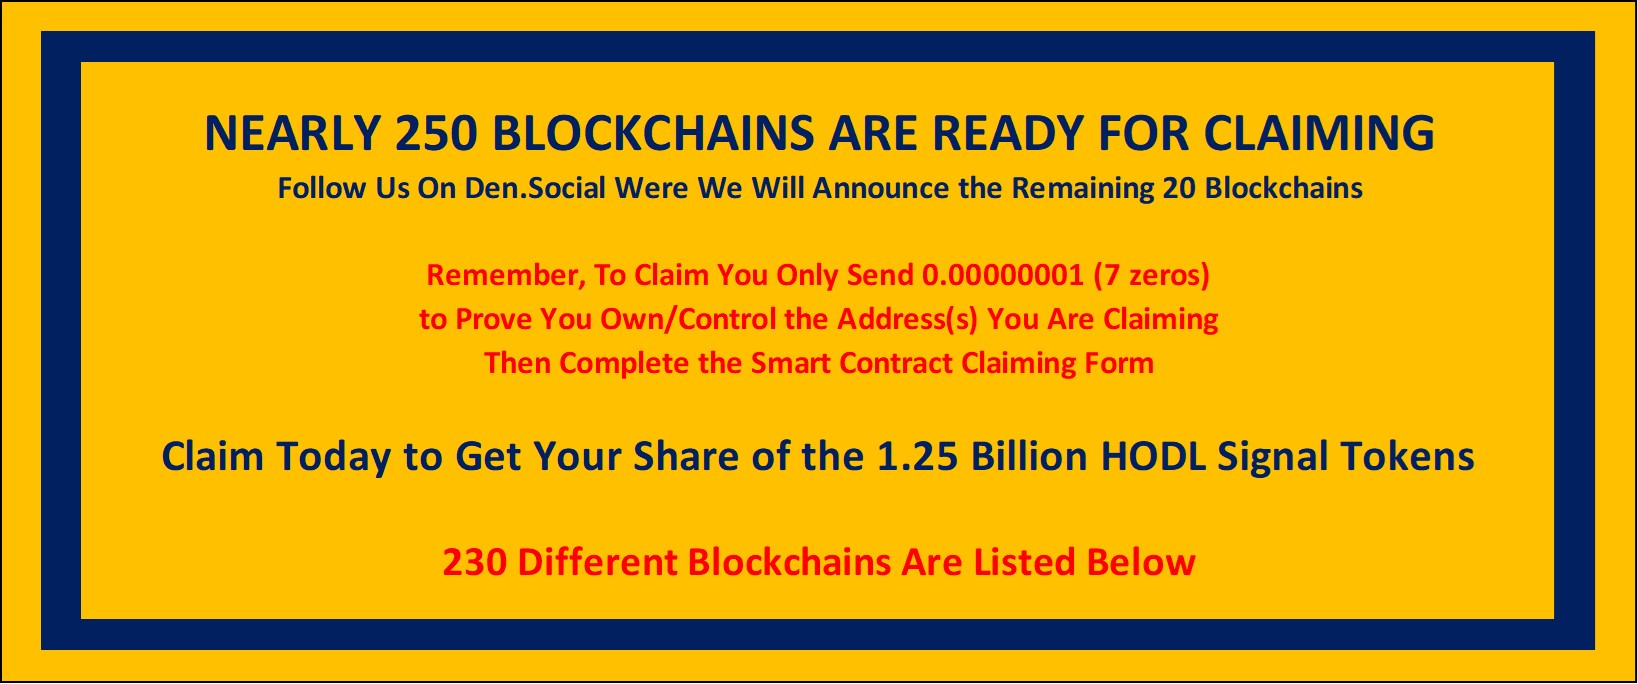 NEARLY 250 BLOCKCHAINS ARE READY FOR CLAIMING
Follow Us On Den.Social Were We Will Announce the Remaining 20 Blockchains
Remember, To Claim You Only Send 0.00000001 (7 zeros)
to Prove You Own/Control the Address(s) You Are Claiming
Then Complete the Smart Contract Claiming Form
Claim Today to Get Your Share of the 1.25 Billion HODL Signal Tokens
230 Different Blockchains Are Listed Below